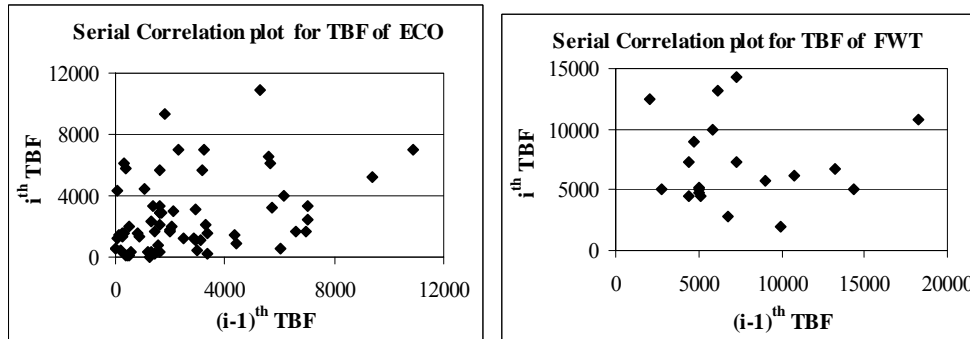 Serial Correlation plot for TBF of ECO
12000
8000
4000
0
0 4000 8000 12000
i^th TBF
(i-1)^th TBF
Serial Correlation plot for TBF of FWT
15000
10000
5000
0
0 5000 10000 15000 20000
i^th TBF
(i-1)^th TBF